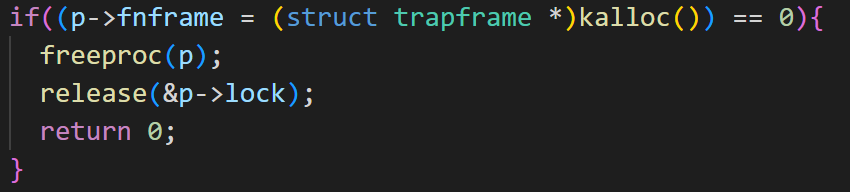 if((p->fnframe = (struct trapframe *)kalloc()) == 0){
  freeproc(p);
  release(&p->lock);
  return 0;
}